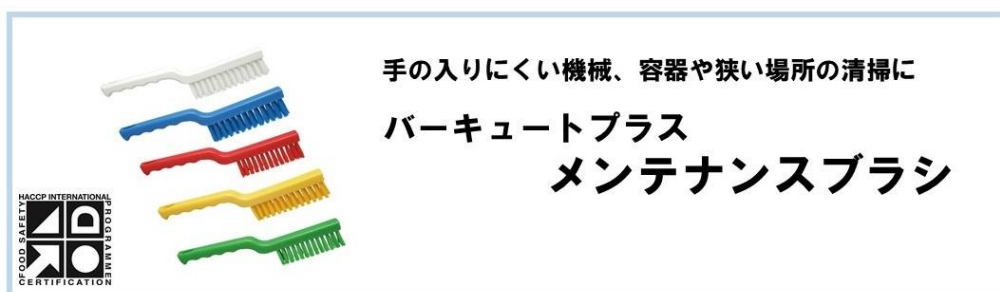 手の入りにくい機械、容器や狭い場所の清掃に
バーキュートプラス
メンテナンスブラシ
HACCP INTERNATIONAL
FOOD SAFETY
PROGRAMMES
CERTIFICATION